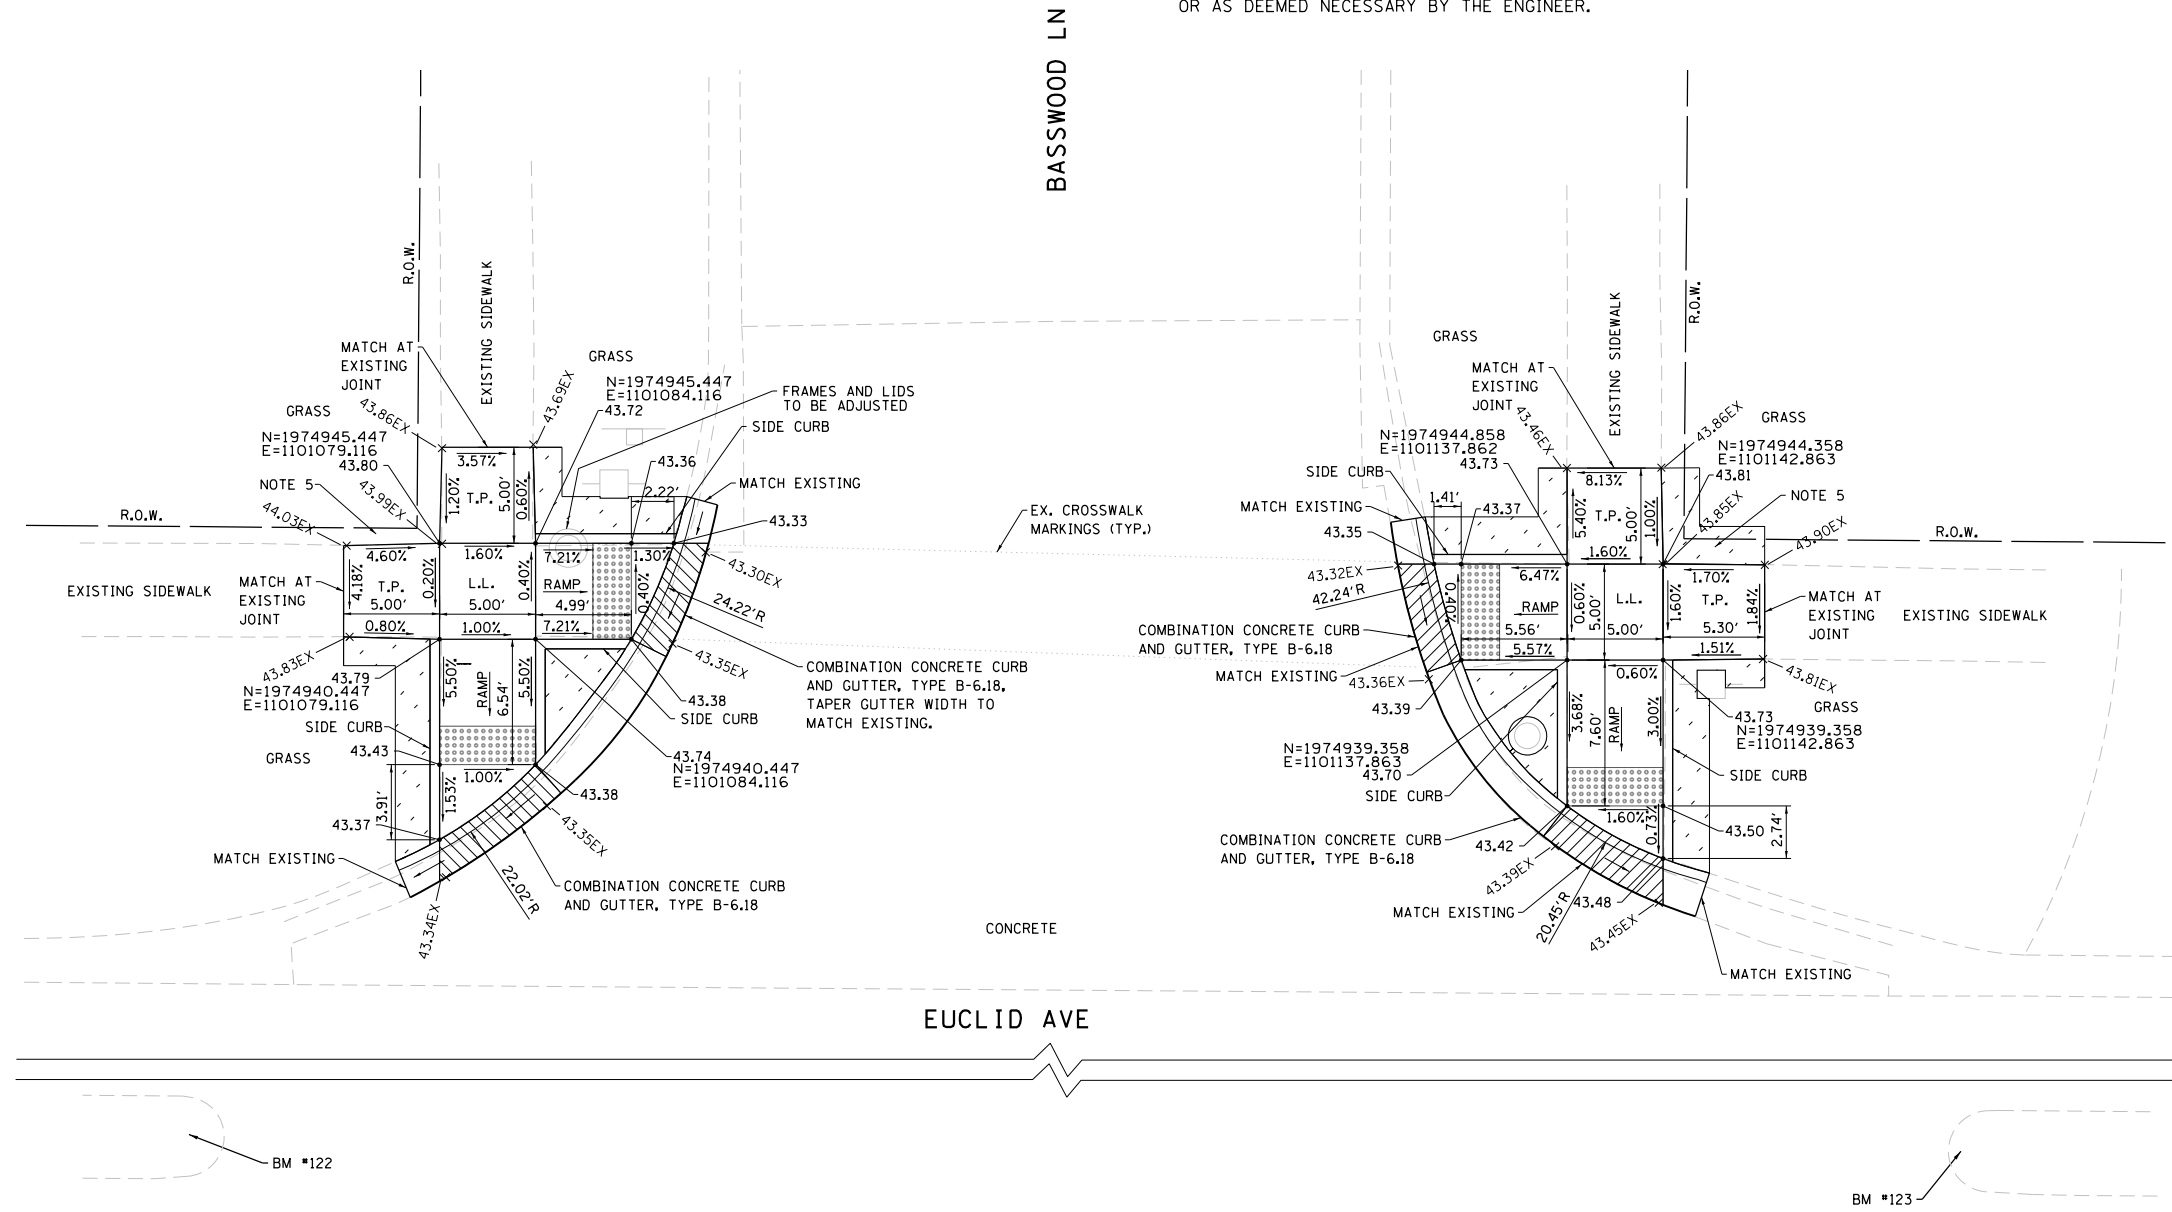 OR AS DEEMED NECESSARY BY THE ENGINEER.
BASSWOOD LN
R.O.W.
EXISTING SIDEWALK
MATCH AT
EXISTING
JOINT
GRASS
43.86EX
43.69EX
GRASS
N=1974945.447
E=1101084.116
43.72
FRAMES AND LIDS
TO BE ADJUSTED
SIDE CURB
N=1974945.447
E=1101079.116
43.80
43.99EX
NOTE 5
44.03EX
R.O.W.
3.57%
1.20%
T.P.
5.00'
0.60%
43.36
2.22'
MATCH EXISTING
43.33
43.30EX
EXISTING SIDEWALK
MATCH AT
EXISTING
JOINT
4.60%
4.18%
T.P.
5.00'
0.80%
0.20%
1.60%
L.L.
5.00'
1.00%
0.40%
7.21%
RAMP
4.99'
7.21%
1.30%
0.40%
24.22'R
43.35EX
COMBINATION CONCRETE CURB
AND GUTTER, TYPE B-6.18,
TAPER GUTTER WIDTH TO
MATCH EXISTING.
43.83EX
43.79
N=1974940.447
E=1101079.116
SIDE CURB
GRASS
43.43
5.50%
RAMP
6.54'
5.50%
43.38
SIDE CURB
43.74
N=1974940.447
E=1101084.116
1.00%
1.53%
3.91'
43.37
43.38
43.35EX
MATCH EXISTING
43.34EX
22.02'R
COMBINATION CONCRETE CURB
AND GUTTER, TYPE B-6.18
EX. CROSSWALK
MARKINGS (TYP.)
R.O.W.
EXISTING SIDEWALK
GRASS
MATCH AT
EXISTING
JOINT
43.46EX
43.86EX
GRASS
N=1974944.858
E=1101137.862
43.73
N=1974944.358
E=1101142.863
43.81
43.85EX
NOTE 5
43.90EX
R.O.W.
SIDE CURB
MATCH EXISTING
1.41'
43.35
43.37
8.13%
5.40%
T.P.
5.00'
1.00%
1.60%
43.32EX
42.24'R
0.40%
6.47%
RAMP
5.56'
5.57%
0.60%
5.00'
L.L.
5.00'
1.60%
1.70%
T.P.
1.84%
5.30'
1.51%
MATCH AT
EXISTING
JOINT
EXISTING SIDEWALK
COMBINATION CONCRETE CURB
AND GUTTER, TYPE B-6.18
MATCH EXISTING
43.36EX
43.39
0.60%
3.68%
7.60'
RAMP
3.00%
43.81EX
GRASS
43.73
N=1974939.358
E=1101142.863
N=1974939.358
E=1101137.863
43.70
SIDE CURB
SIDE CURB
1.60%
0.73%
43.50
2.74'
COMBINATION CONCRETE CURB
AND GUTTER, TYPE B-6.18
43.42
43.39EX
MATCH EXISTING
20.45'R
43.48
43.45EX
MATCH EXISTING
CONCRETE
EUCLID AVE
BM #122
BM #123